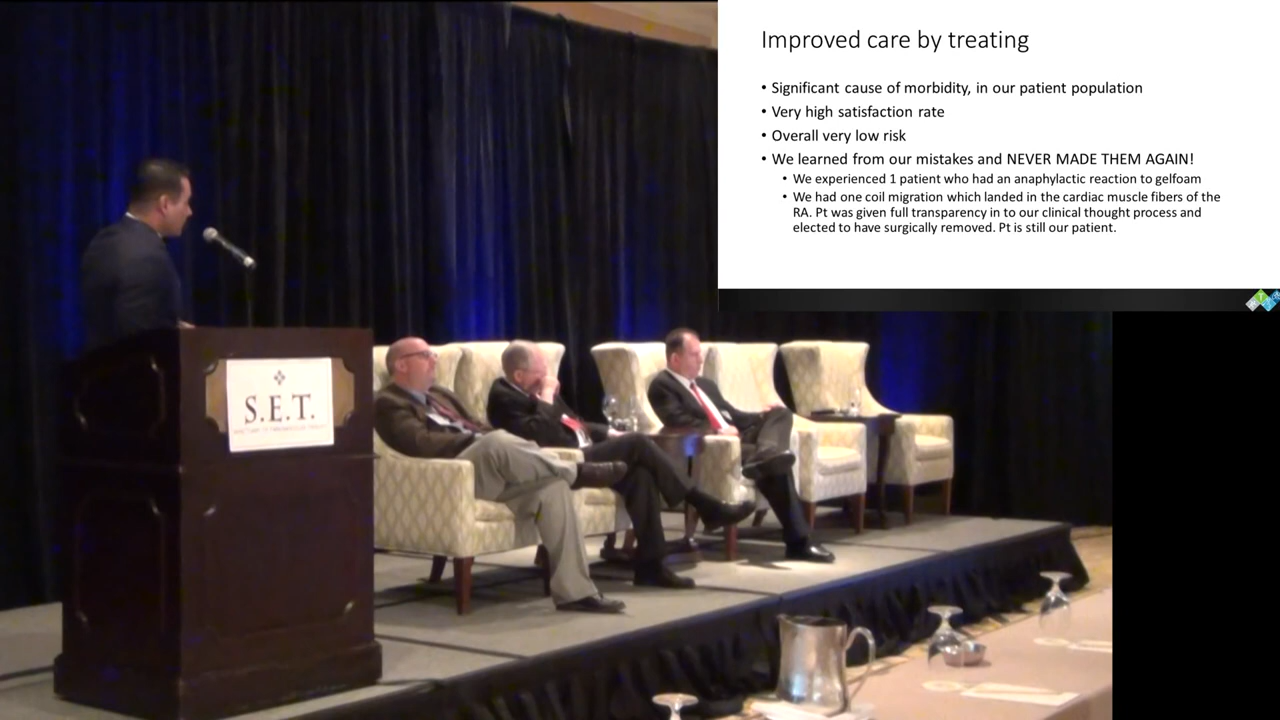 Improved care by treating
• Significant cause of morbidity, in our patient population
• Very high satisfaction rate
• Overall very low risk
• We learned from our mistakes and NEVER MADE THEM AGAIN!
• We experienced 1 patient who had an anaphylactic reaction to gelfoam
• We had one coil migration which landed in the cardiac muscle fibers of the
RA. Pt was given full transparency in to our clinical thought process and
elected to have surgically removed. Pt is still our patient.
S.E.T.